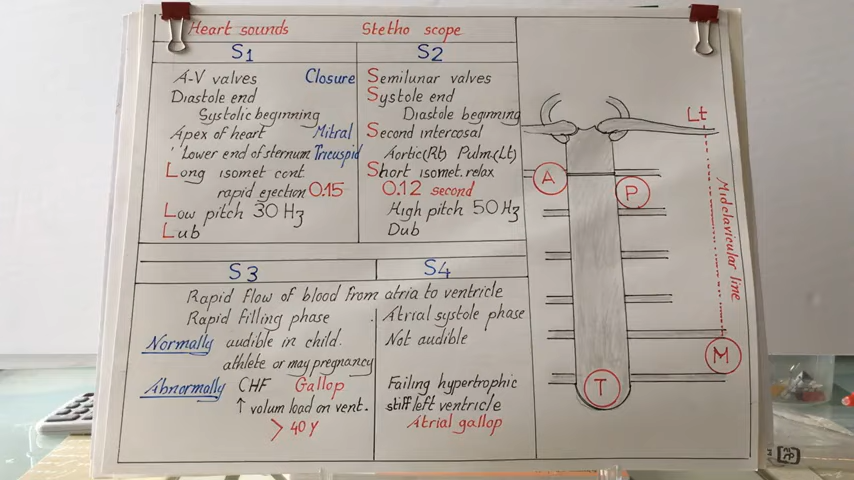 Heart sounds Stetho scope
S1 S2
A-V valves Closure Semilunar valves
Diastole end Systole end
Systolic beginning Diastole beginning
Apex of heart Mitral Second intercosal
Lower end of sternum Tricuspid Aortic(Rt) Pulm(Lt)
Long isomet cont Short isomet. relax
rapid ejection 0.15 0.12 second
Low pitch 30 Hz High pitch 50 Hz
Lub Dub
S3 S4
Rapid flow of blood from atria to ventricle
Rapid filling phase Atrial systole phase
Normally audible in child. Not audible
athlete or may pregnancy
Abnormally CHF Gallop Failing hypertrophic
↑ volum load on vent. stiff left ventricle
> 40 y Atrial gallop
Lt
A
P
Midclavicular line
M
T